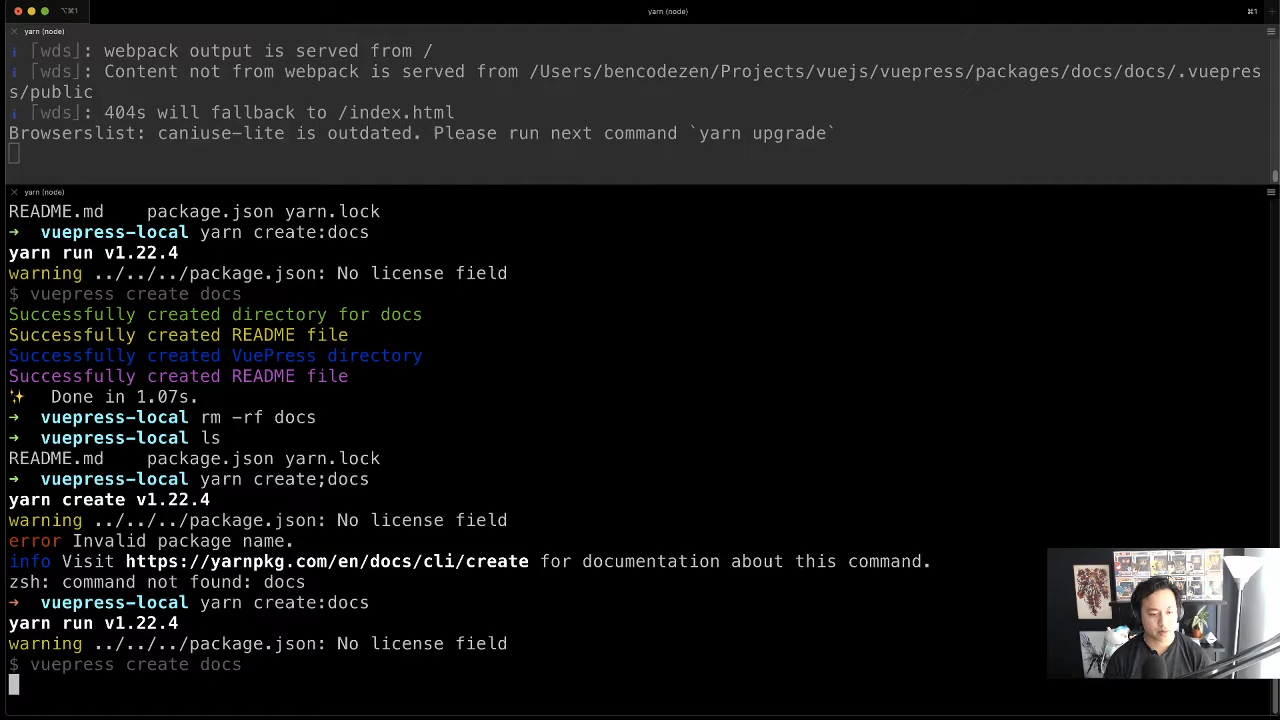 ⌥⌘1
yarn (node)
⌘1
yarn (node)
i ｢wds｣: webpack output is served from /
i ｢wds｣: Content not from webpack is served from /Users/bencodezen/Projects/vuejs/vuepress/packages/docs/docs/.vuepres
s/public
i ｢wds｣: 404s will fallback to /index.html
Browserslist: caniuse-lite is outdated. Please run next command `yarn upgrade`
yarn (node)
README.md    package.json yarn.lock
➜  vuepress-local yarn create:docs
yarn run v1.22.4
warning ../../../package.json: No license field
$ vuepress create docs
Successfully created directory for docs
Successfully created README file
Successfully created VuePress directory
Successfully created README file
✨  Done in 1.07s.
➜  vuepress-local rm -rf docs
➜  vuepress-local ls
README.md    package.json yarn.lock
➜  vuepress-local yarn create;docs
yarn create v1.22.4
warning ../../../package.json: No license field
error Invalid package name.
info Visit https://yarnpkg.com/en/docs/cli/create for documentation about this command.
zsh: command not found: docs
➜  vuepress-local yarn create:docs
yarn run v1.22.4
warning ../../../package.json: No license field
$ vuepress create docs